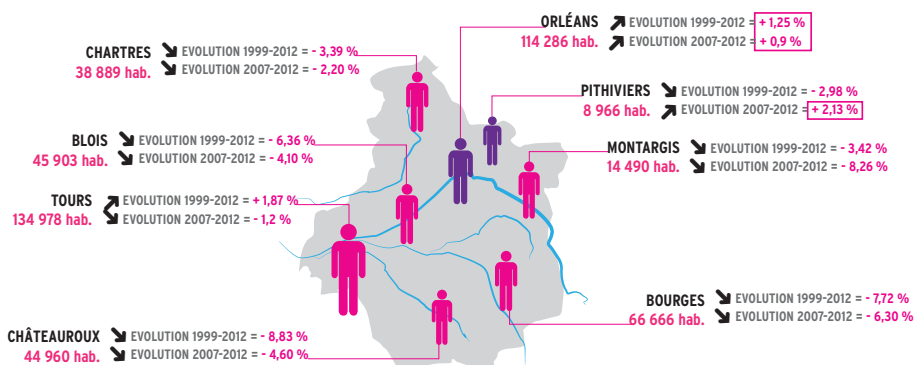 ORLÉANS EVOLUTION 1999-2012 = + 1,25 %
114 286 hab. EVOLUTION 2007-2012 = + 0,9 %
CHARTRES EVOLUTION 1999-2012 = - 3,39 %
38 889 hab. EVOLUTION 2007-2012 = - 2,20 %
PITHIVIERS EVOLUTION 1999-2012 = - 2,98 %
8 966 hab. EVOLUTION 2007-2012 = + 2,13 %
BLOIS EVOLUTION 1999-2012 = - 6,36 %
45 903 hab. EVOLUTION 2007-2012 = - 4,10 %
MONTARGIS EVOLUTION 1999-2012 = - 3,42 %
14 490 hab. EVOLUTION 2007-2012 = - 8,26 %
TOURS EVOLUTION 1999-2012 = + 1,87 %
134 978 hab. EVOLUTION 2007-2012 = - 1,2 %
BOURGES EVOLUTION 1999-2012 = - 7,72 %
66 666 hab. EVOLUTION 2007-2012 = - 6,30 %
CHÂTEAUROUX EVOLUTION 1999-2012 = - 8,83 %
44 960 hab. EVOLUTION 2007-2012 = - 4,60 %